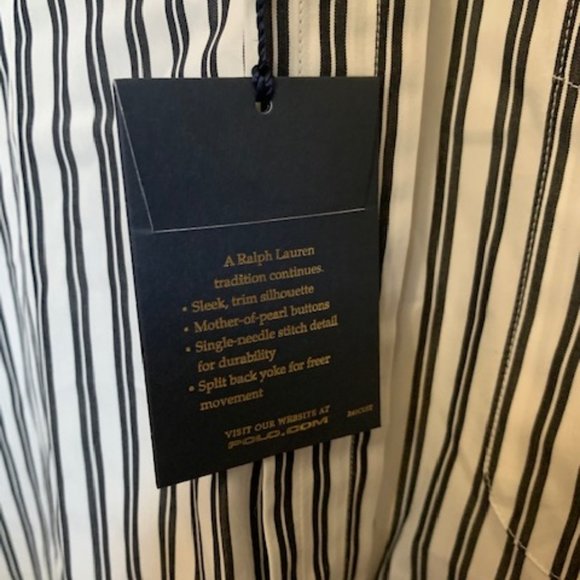 A Ralph Lauren
tradition continues.
• Sleek, trim silhouette
• Mother-of-pearl buttons
• Single-needle stitch detail
for durability
• Split back yoke for freer
movement
VISIT OUR WEBSITE AT
POLO.COM